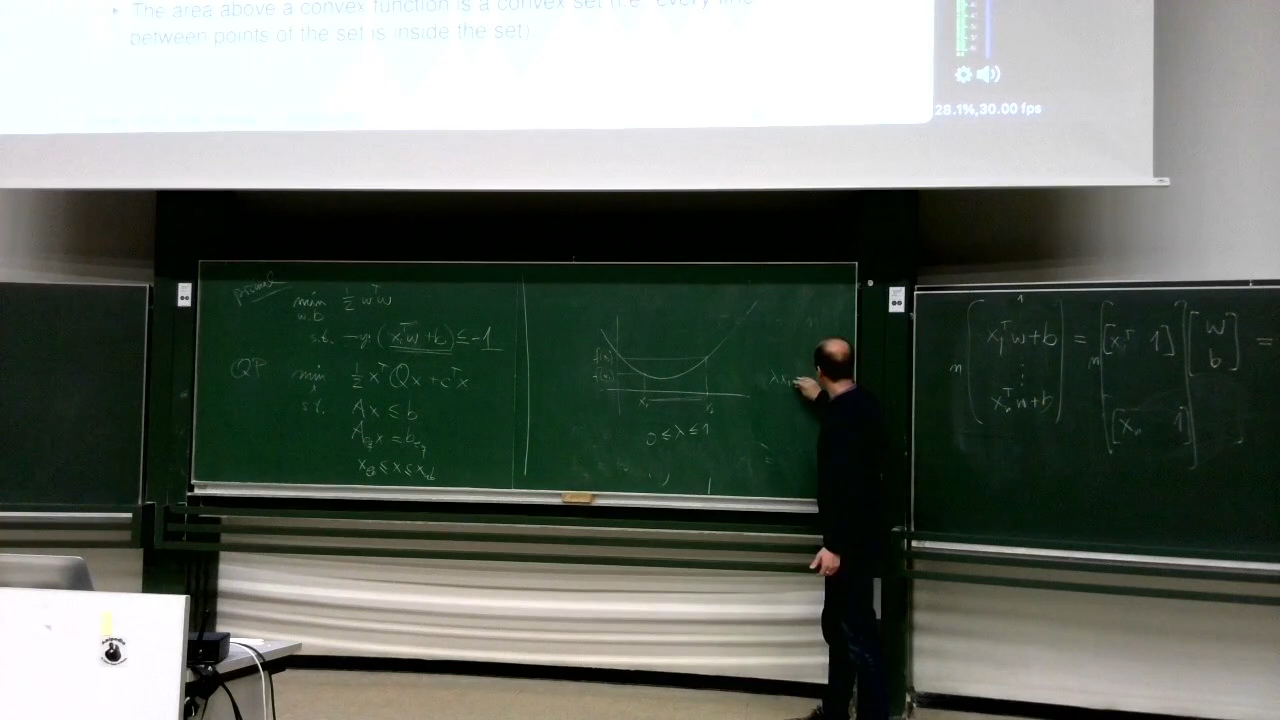 The area above a convex function is a convex set (i.e. every line
between points of the set is inside the set)
28.1%,30.00 fps
primal
min w,b ½ wᵀw
s.t. -yᵢ(xᵢᵀw+b) ≤ -1
QP min ½ xᵀQx + cᵀx
s.t. Ax ≤ b
A_eq x = b_eq
x_lb ≤ x ≤ x_ub
0 ≤ λ ≤ 1
1
n x₁ᵀw+b = n [x₁ᵀ 1] [w b] =
⋮
xₙᵀw+b [xₙ 1]